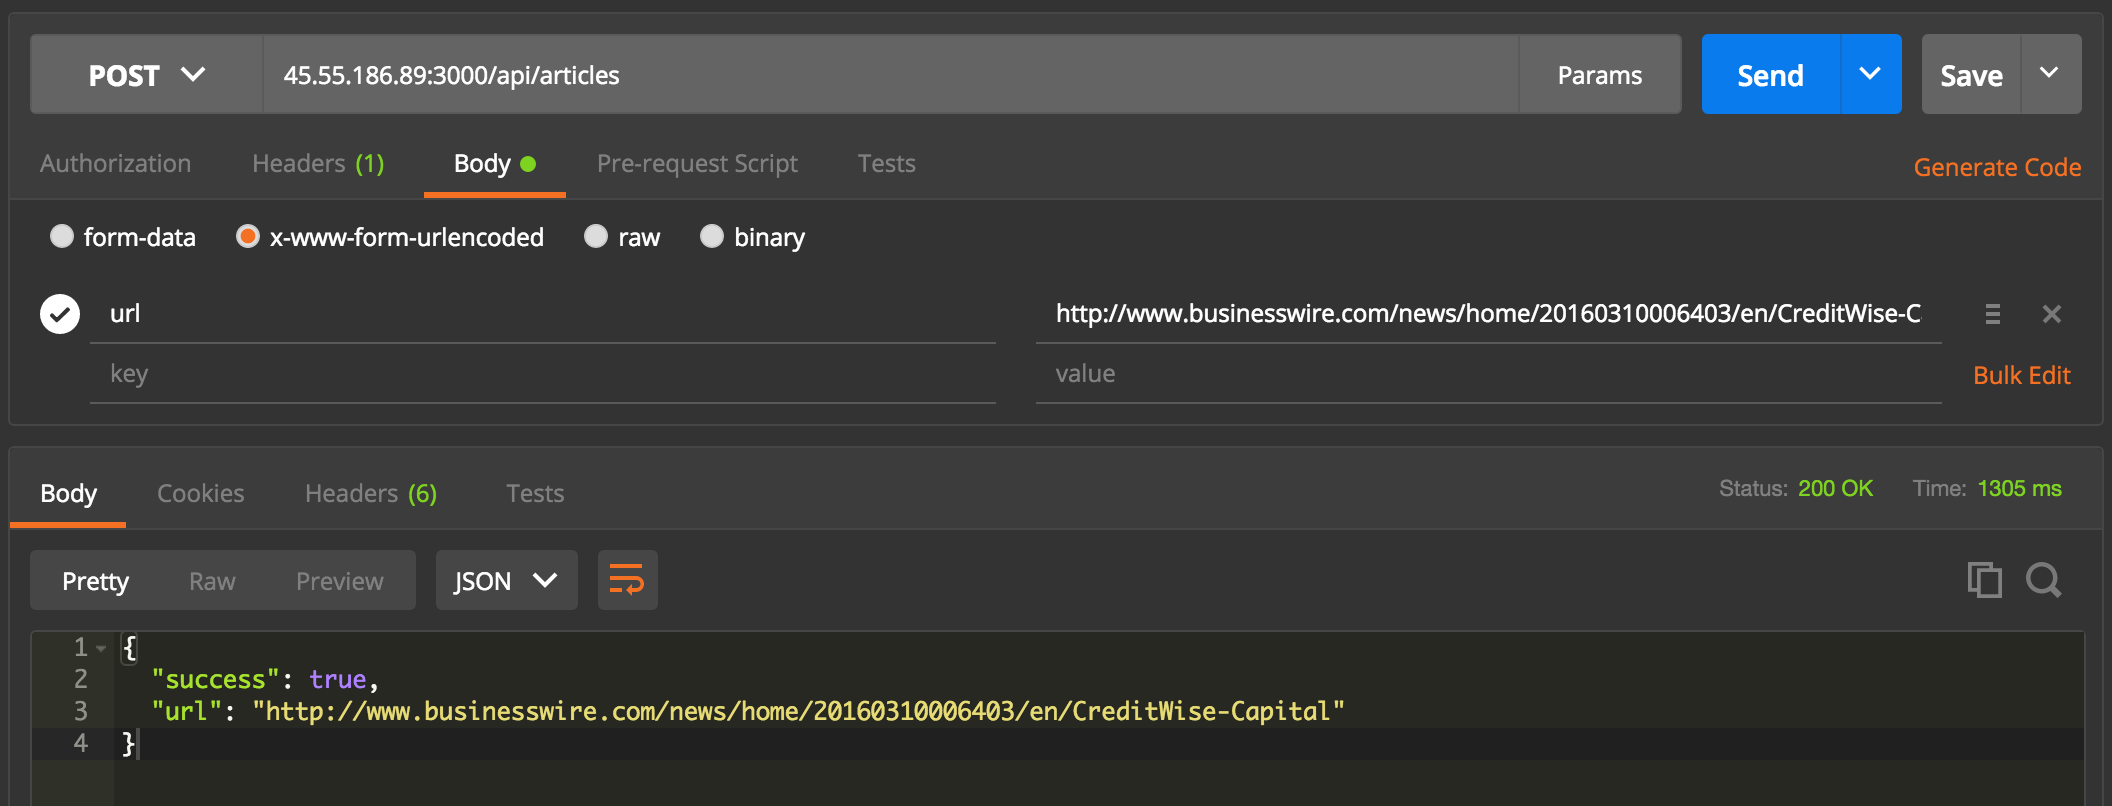 POST 45.55.186.89:3000/api/articles Params Send Save
Authorization Headers (1) Body Pre-request Script Tests Generate Code
form-data x-www-form-urlencoded raw binary
url http://www.businesswire.com/news/home/20160310006403/en/CreditWise-C
key value Bulk Edit
Body Cookies Headers (6) Tests Status: 200 OK Time: 1305 ms
Pretty Raw Preview JSON
1 {
2 "success": true,
3 "url": "http://www.businesswire.com/news/home/20160310006403/en/CreditWise-Capital"
4 }